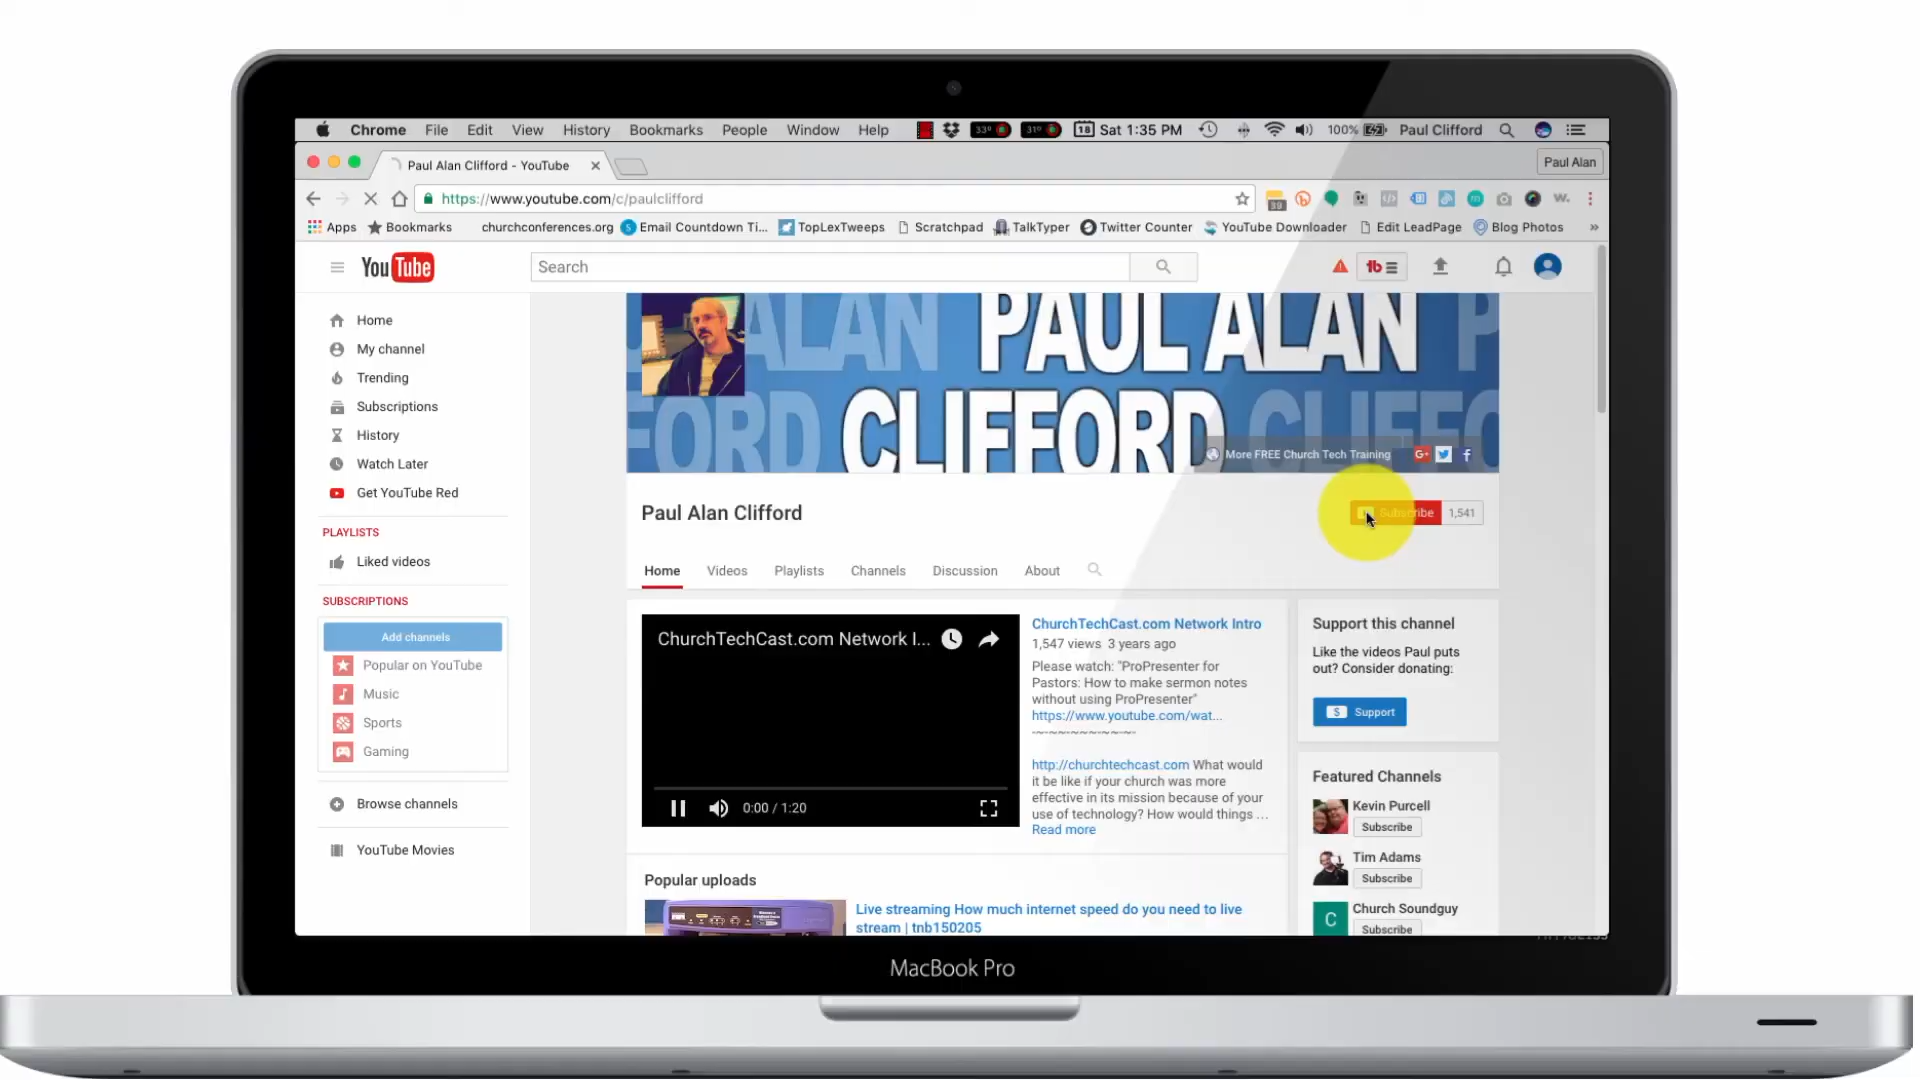 Chrome File Edit View History Bookmarks People Window Help 33° 31° 18 Sat 1:35 PM 100% Paul Clifford
Paul Alan Clifford - YouTube
Paul Alan
https://www.youtube.com/c/paulclifford
39
W.
Apps Bookmarks churchconferences.org Email Countdown Ti... TopLexTweeps Scratchpad TalkTyper Twitter Counter YouTube Downloader Edit LeadPage Blog Photos »
YouTube
Search
tb
Home
My channel
Trending
Subscriptions
History
Watch Later
Get YouTube Red
PLAYLISTS
Liked videos
SUBSCRIPTIONS
Add channels
Popular on YouTube
Music
Sports
Gaming
Browse channels
YouTube Movies
ALAN PAUL ALAN P
FORD CLIFFORD CLIFFO
More FREE Church Tech Training G+ f
Paul Alan Clifford
Subscribe 1,541
Home Videos Playlists Channels Discussion About
ChurchTechCast.com Network I...
0:00 / 1:20
ChurchTechCast.com Network Intro
1,547 views 3 years ago
Please watch: "ProPresenter for
Pastors: How to make sermon notes
without using ProPresenter"
https://www.youtube.com/wat...
-~-~~-~~~-~~-~-
http://churchtechcast.com What would
it be like if your church was more
effective in its mission because of your
use of technology? How would things ...
Read more
Support this channel
Like the videos Paul puts
out? Consider donating:
$ Support
Featured Channels
Kevin Purcell
Subscribe
Tim Adams
Subscribe
C Church Soundguy
Subscribe
Popular uploads
Live streaming How much internet speed do you need to live
stream | tnb150205
MacBook Pro